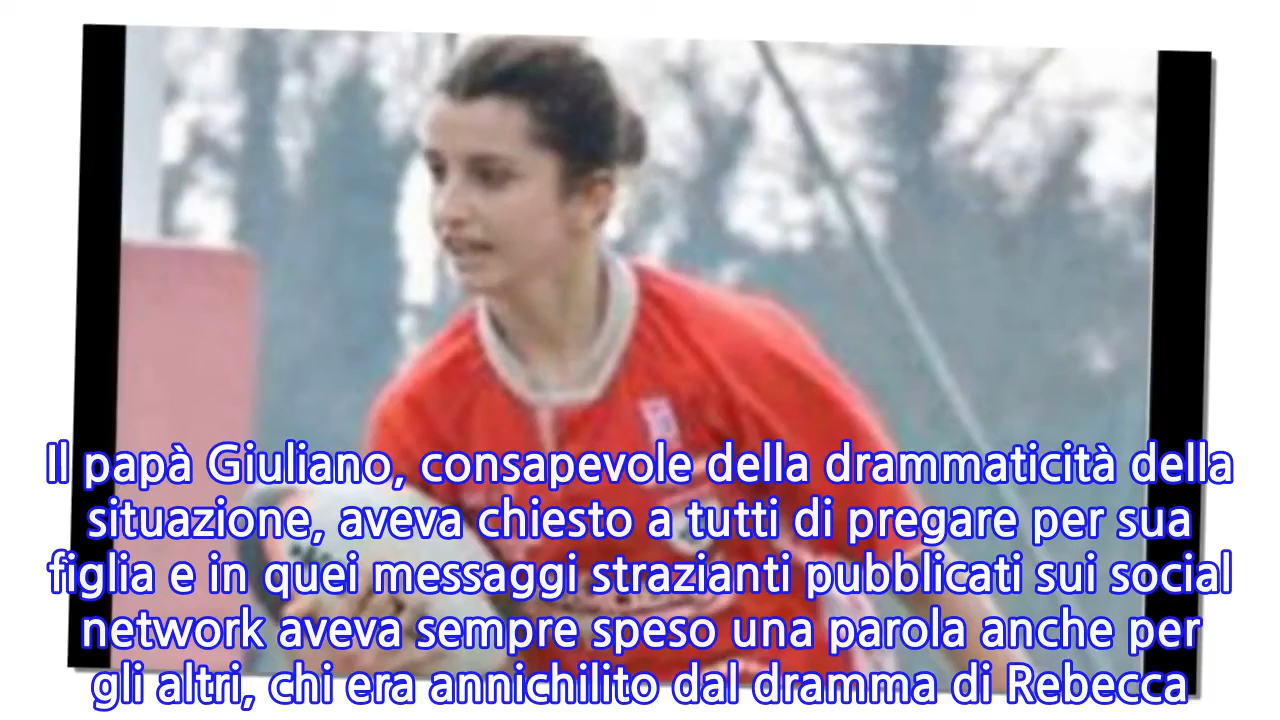 Il papà Giuliano, consapevole della drammaticità della
situazione, aveva chiesto a tutti di pregare per sua
figlia e in quei messaggi strazianti pubblicati sui social
network aveva sempre speso una parola anche per
gli altri, chi era annichilito dal dramma di Rebecca